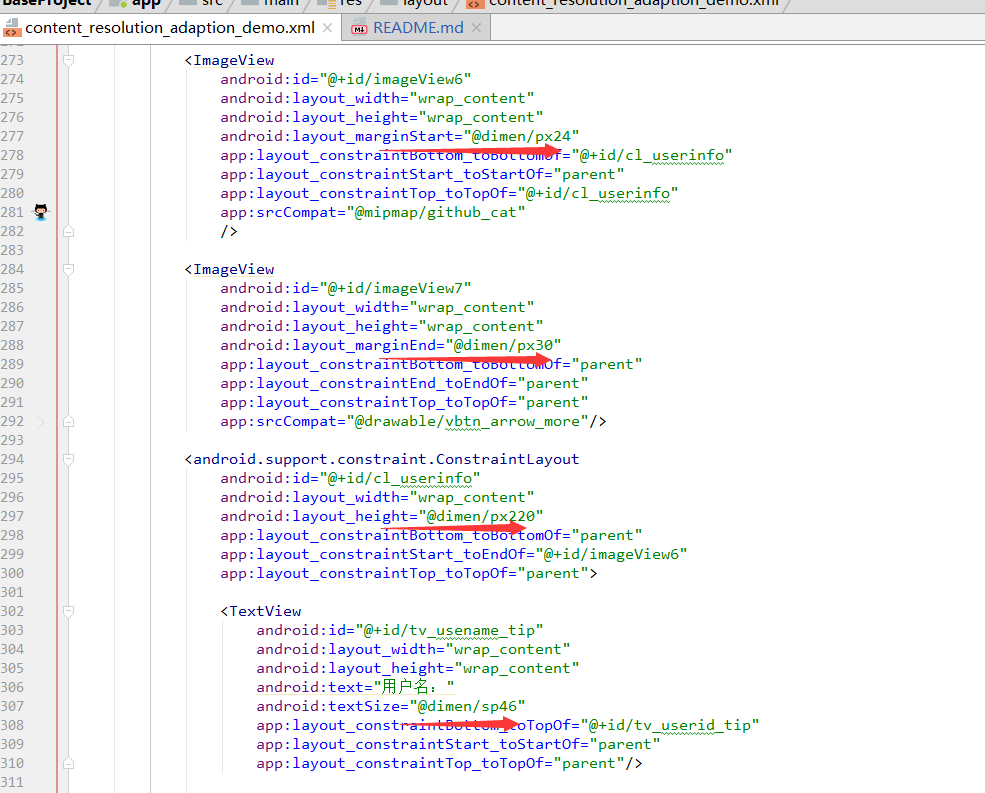 BaseProject app src main res layout content_resolution_adaption_demo.xml
content_resolution_adaption_demo.xml README.md
273 <ImageView
274 android:id="@+id/imageView6"
275 android:layout_width="wrap_content"
276 android:layout_height="wrap_content"
277 android:layout_marginStart="@dimen/px24"
278 app:layout_constraintBottom_toBottomOf="@+id/cl_userinfo"
279 app:layout_constraintStart_toStartOf="parent"
280 app:layout_constraintTop_toTopOf="@+id/cl_userinfo"
281 app:srcCompat="@mipmap/github_cat"
282 />
283
284 <ImageView
285 android:id="@+id/imageView7"
286 android:layout_width="wrap_content"
287 android:layout_height="wrap_content"
288 android:layout_marginEnd="@dimen/px30"
289 app:layout_constraintBottom_toBottomOf="parent"
290 app:layout_constraintEnd_toEndOf="parent"
291 app:layout_constraintTop_toTopOf="parent"
292 app:srcCompat="@drawable/vbtn_arrow_more"/>
293
294 <android.support.constraint.ConstraintLayout
295 android:id="@+id/cl_userinfo"
296 android:layout_width="wrap_content"
297 android:layout_height="@dimen/px220"
298 app:layout_constraintBottom_toBottomOf="parent"
299 app:layout_constraintStart_toEndOf="@+id/imageView6"
300 app:layout_constraintTop_toTopOf="parent">
301
302 <TextView
303 android:id="@+id/tv_usename_tip"
304 android:layout_width="wrap_content"
305 android:layout_height="wrap_content"
306 android:text="用户名："
307 android:textSize="@dimen/sp46"
308 app:layout_constraintBottom_toTopOf="@+id/tv_userid_tip"
309 app:layout_constraintStart_toStartOf="parent"
310 app:layout_constraintTop_toTopOf="parent"/>
311